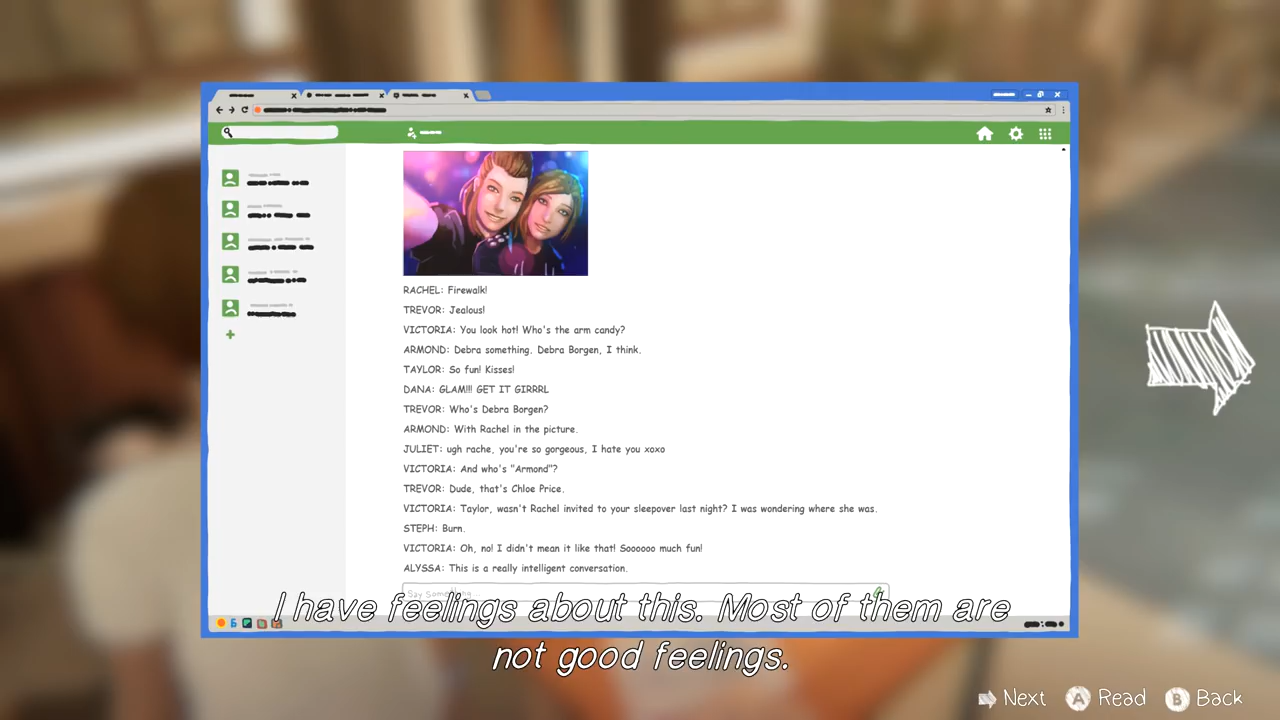 RACHEL: Firewalk!
TREVOR: Jealous!
VICTORIA: You look hot! Who's the arm candy?
ARMOND: Debra something. Debra Borgen, I think.
TAYLOR: So fun! Kisses!
DANA: GLAM!!! GET IT GIRRRL
TREVOR: Who's Debra Borgen?
ARMOND: With Rachel in the picture.
JULIET: ugh rache, you're so gorgeous, I hate you xoxo
VICTORIA: And who's "Armond"?
TREVOR: Dude, that's Chloe Price.
VICTORIA: Taylor, wasn't Rachel invited to your sleepover last night? I was wondering where she was.
STEPH: Burn.
VICTORIA: Oh, no! I didn't mean it like that! Soooooo much fun!
ALYSSA: This is a really intelligent conversation.
Say Something...
I have feelings about this. Most of them are
not good feelings.
Next A Read B Back